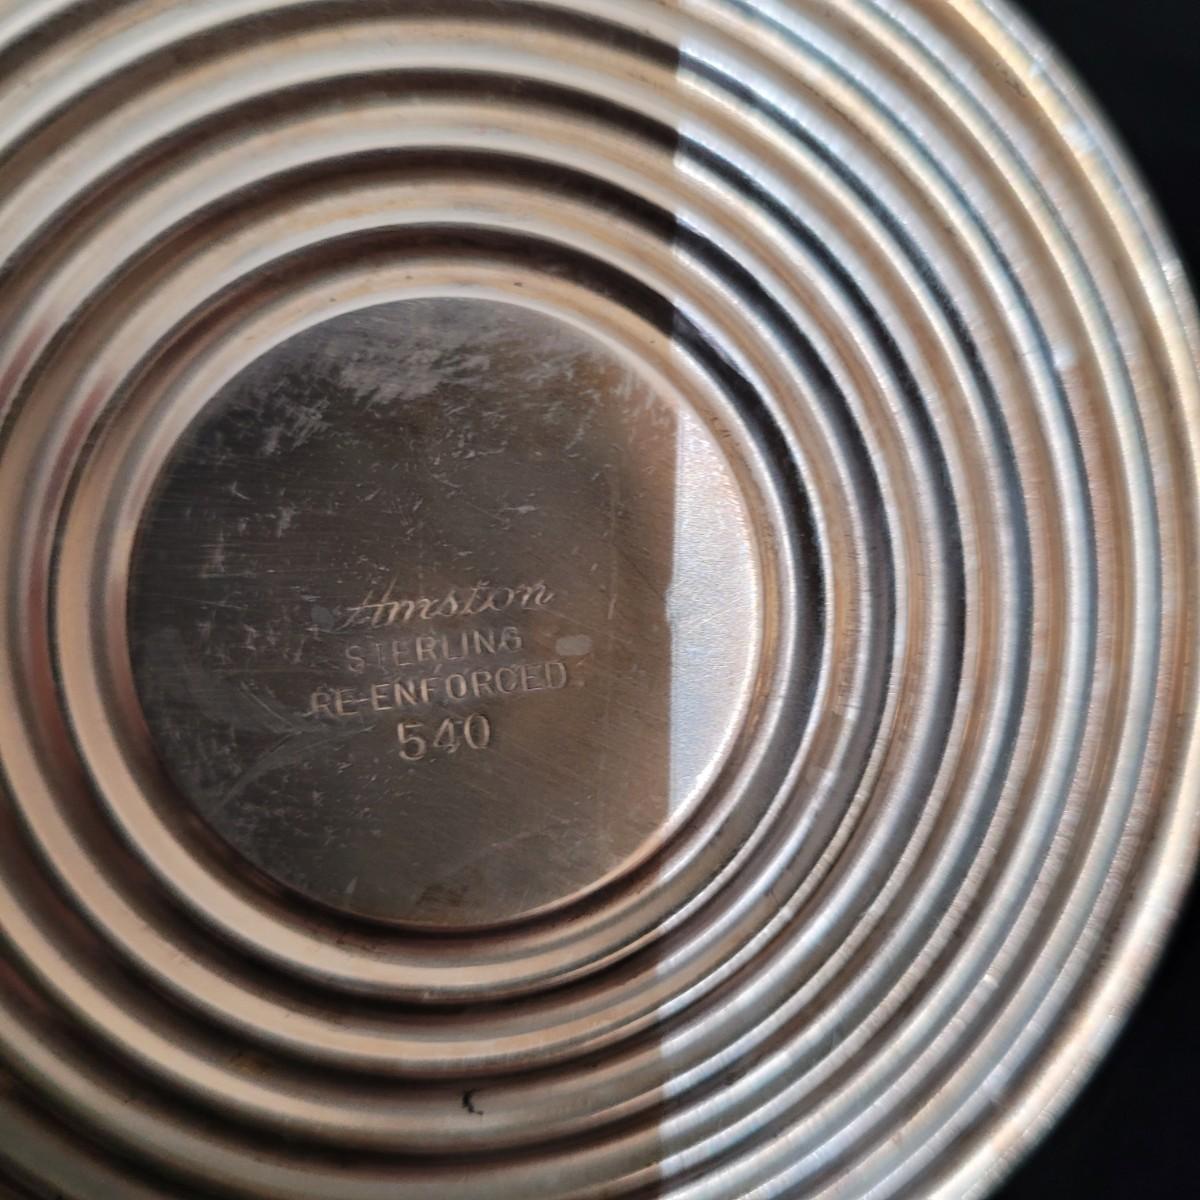 Amston
STERLING
RE-ENFORCED
540